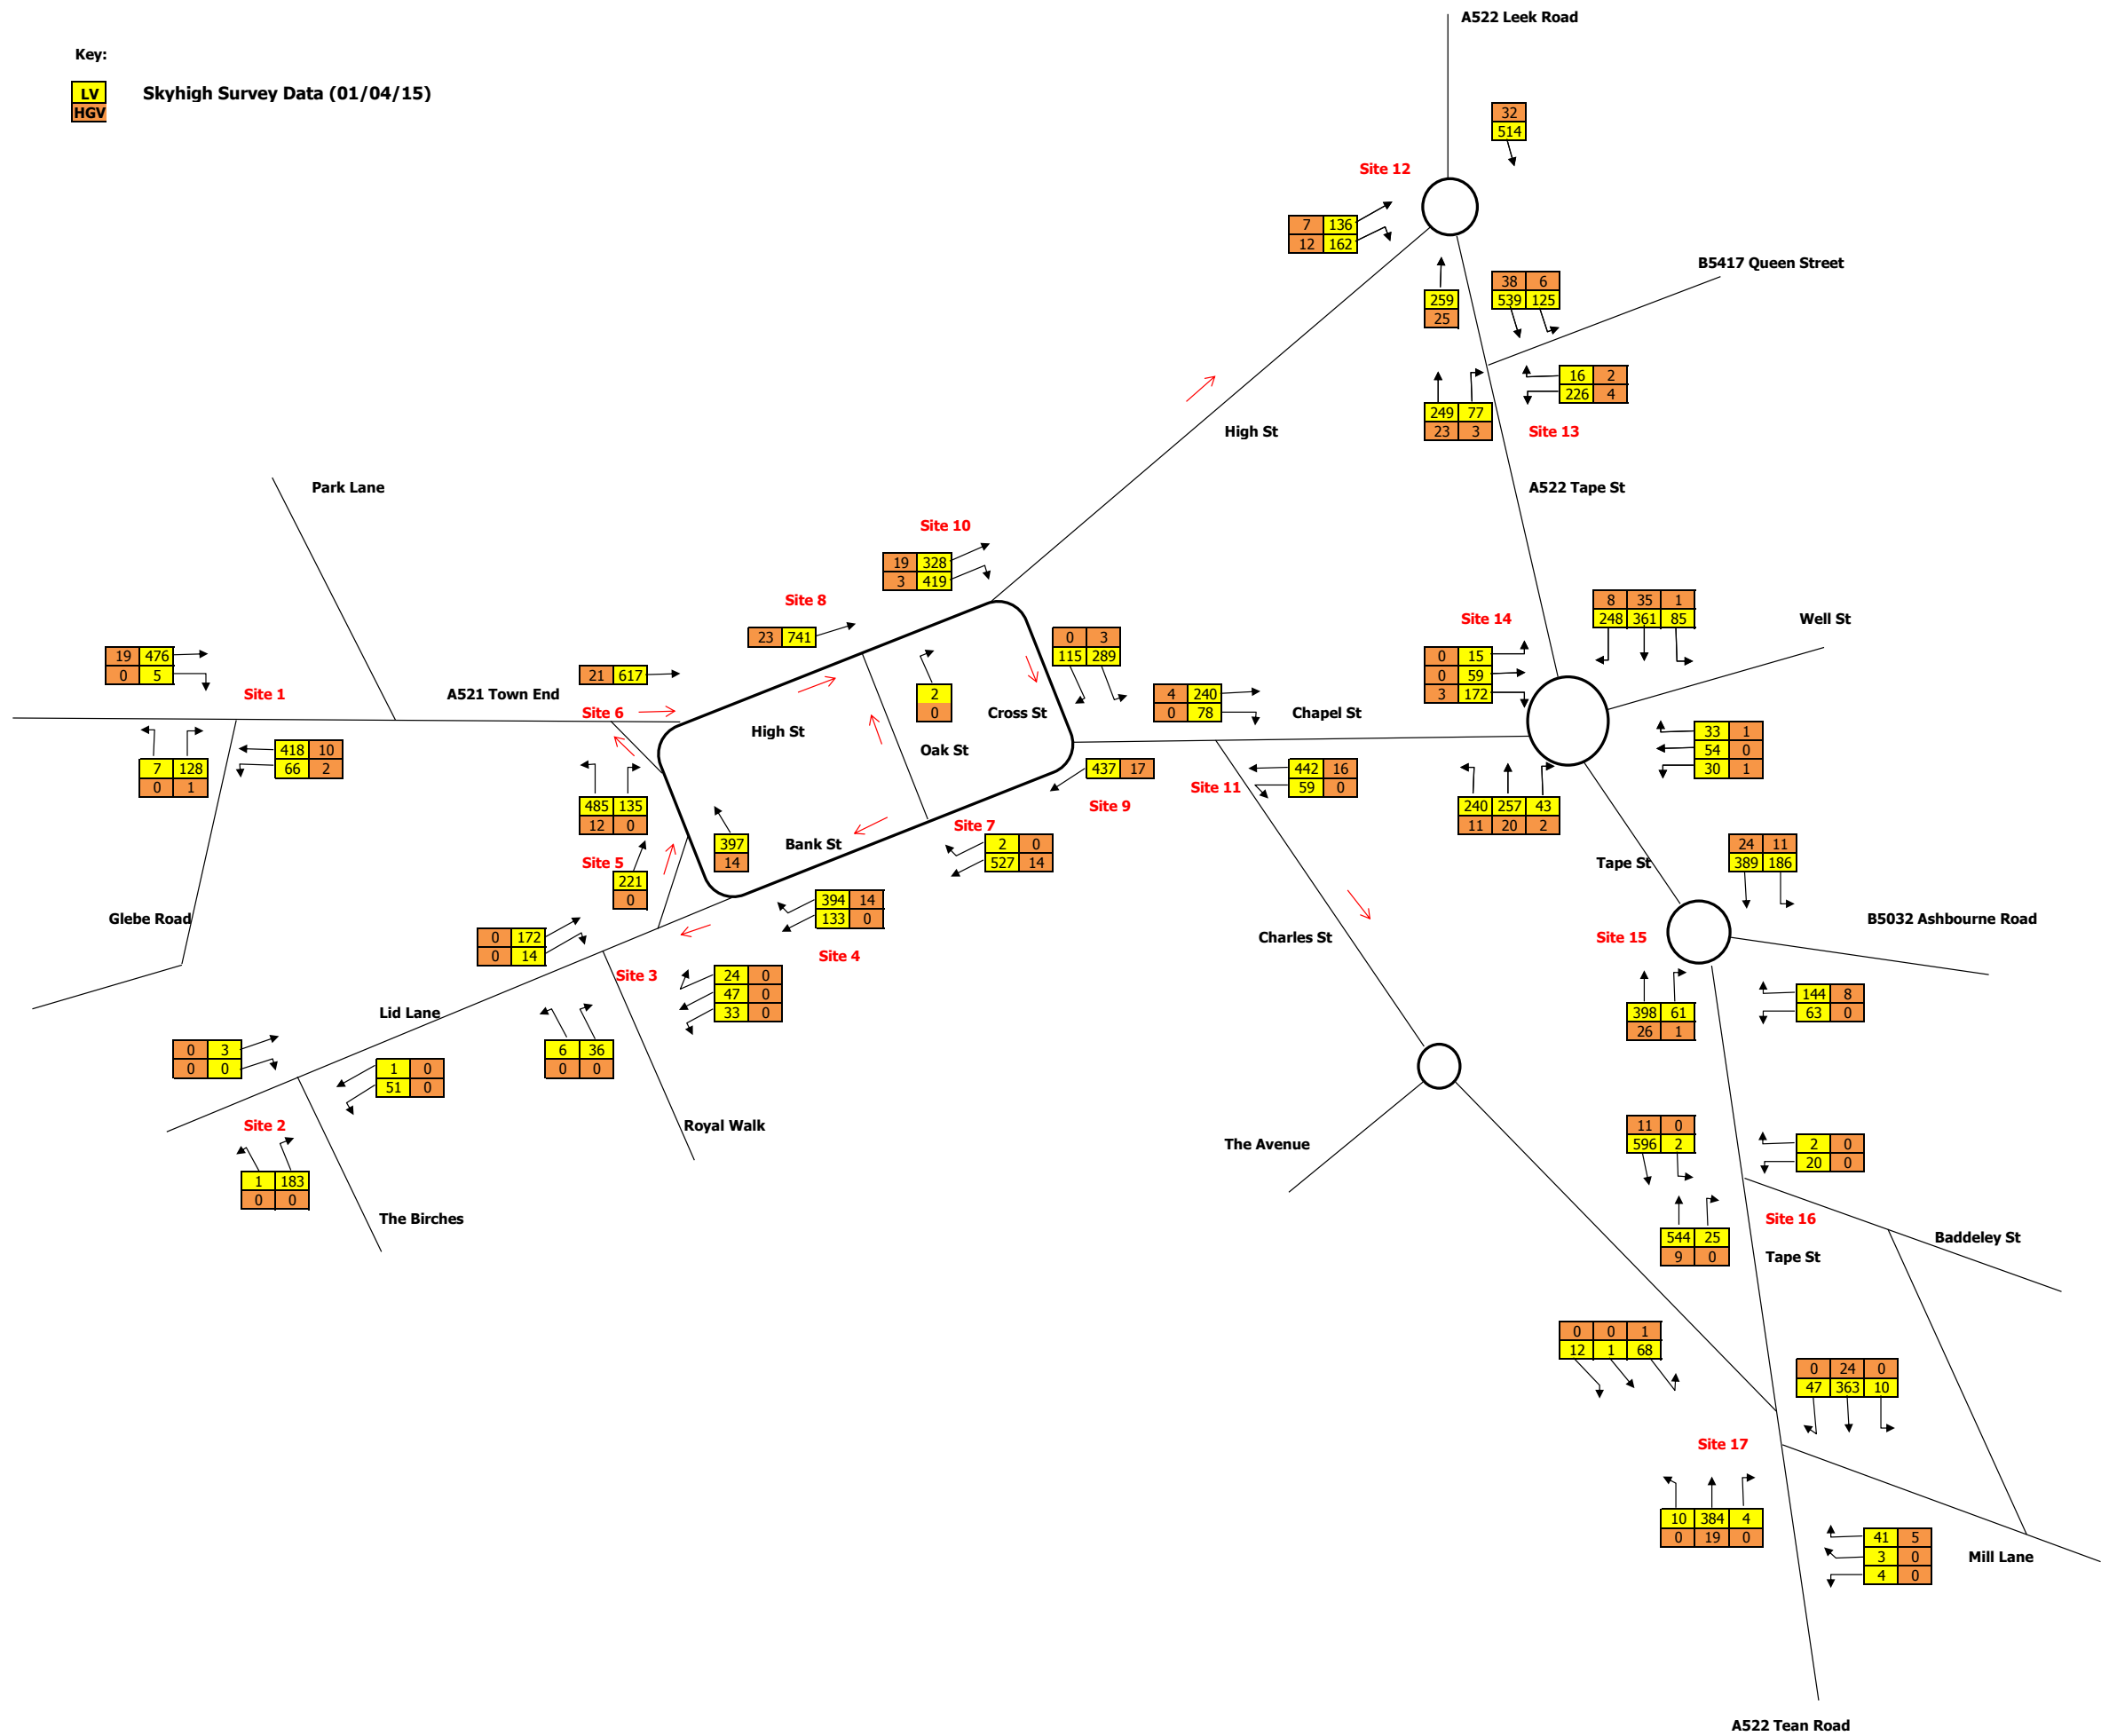 A522 Leek Road
Key:
LV
HGV
Skyhigh Survey Data (01/04/15)
32
514
Site 12
7 136
12 162
B5417 Queen Street
38 6
539 125
259
25
16 2
226 4
249 77
23 3
Site 13
High St
A522 Tape St
Park Lane
Site 10
19 328
3 419
Site 8
23 741
8 35 1
248 361 85
Well St
Site 14
0 3
115 289
0 15
0 59
3 172
19 476
0 5
21 617
Site 1
A521 Town End
Site 6
2
0
4 240
0 78
Cross St
Chapel St
High St
Oak St
33 1
54 0
30 1
418 10
66 2
7 128
0 1
437 17
442 16
59 0
Site 11
Site 9
485 135
12 0
240 257 43
11 20 2
Site 7
397
14
Bank St
2 0
527 14
24 11
389 186
Tape St
Site 5
221
0
394 14
133 0
Glebe Road
B5032 Ashbourne Road
0 172
0 14
Charles St
Site 15
Site 4
Site 3
24 0
47 0
33 0
144 8
63 0
398 61
26 1
Lid Lane
0 3
0 0
6 36
0 0
1 0
51 0
Royal Walk
Site 2
The Avenue
11 0
596 2
2 0
20 0
1 183
0 0
The Birches
Site 16
544 25
9 0
Baddeley St
Tape St
0 0 1
12 1 68
0 24 0
47 363 10
Site 17
10 384 4
0 19 0
41 5
3 0
4 0
Mill Lane
A522 Tean Road